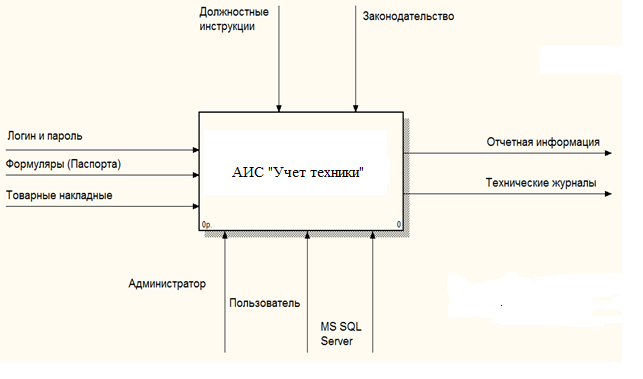 Должностные
инструкции
Законодательство
Логин и пароль
Формуляры (Паспорта)
Товарные накладные
АИС "Учет техники"
0р.
0
Отчетная информация
Технические журналы
Администратор
Пользователь
MS SQL
Server